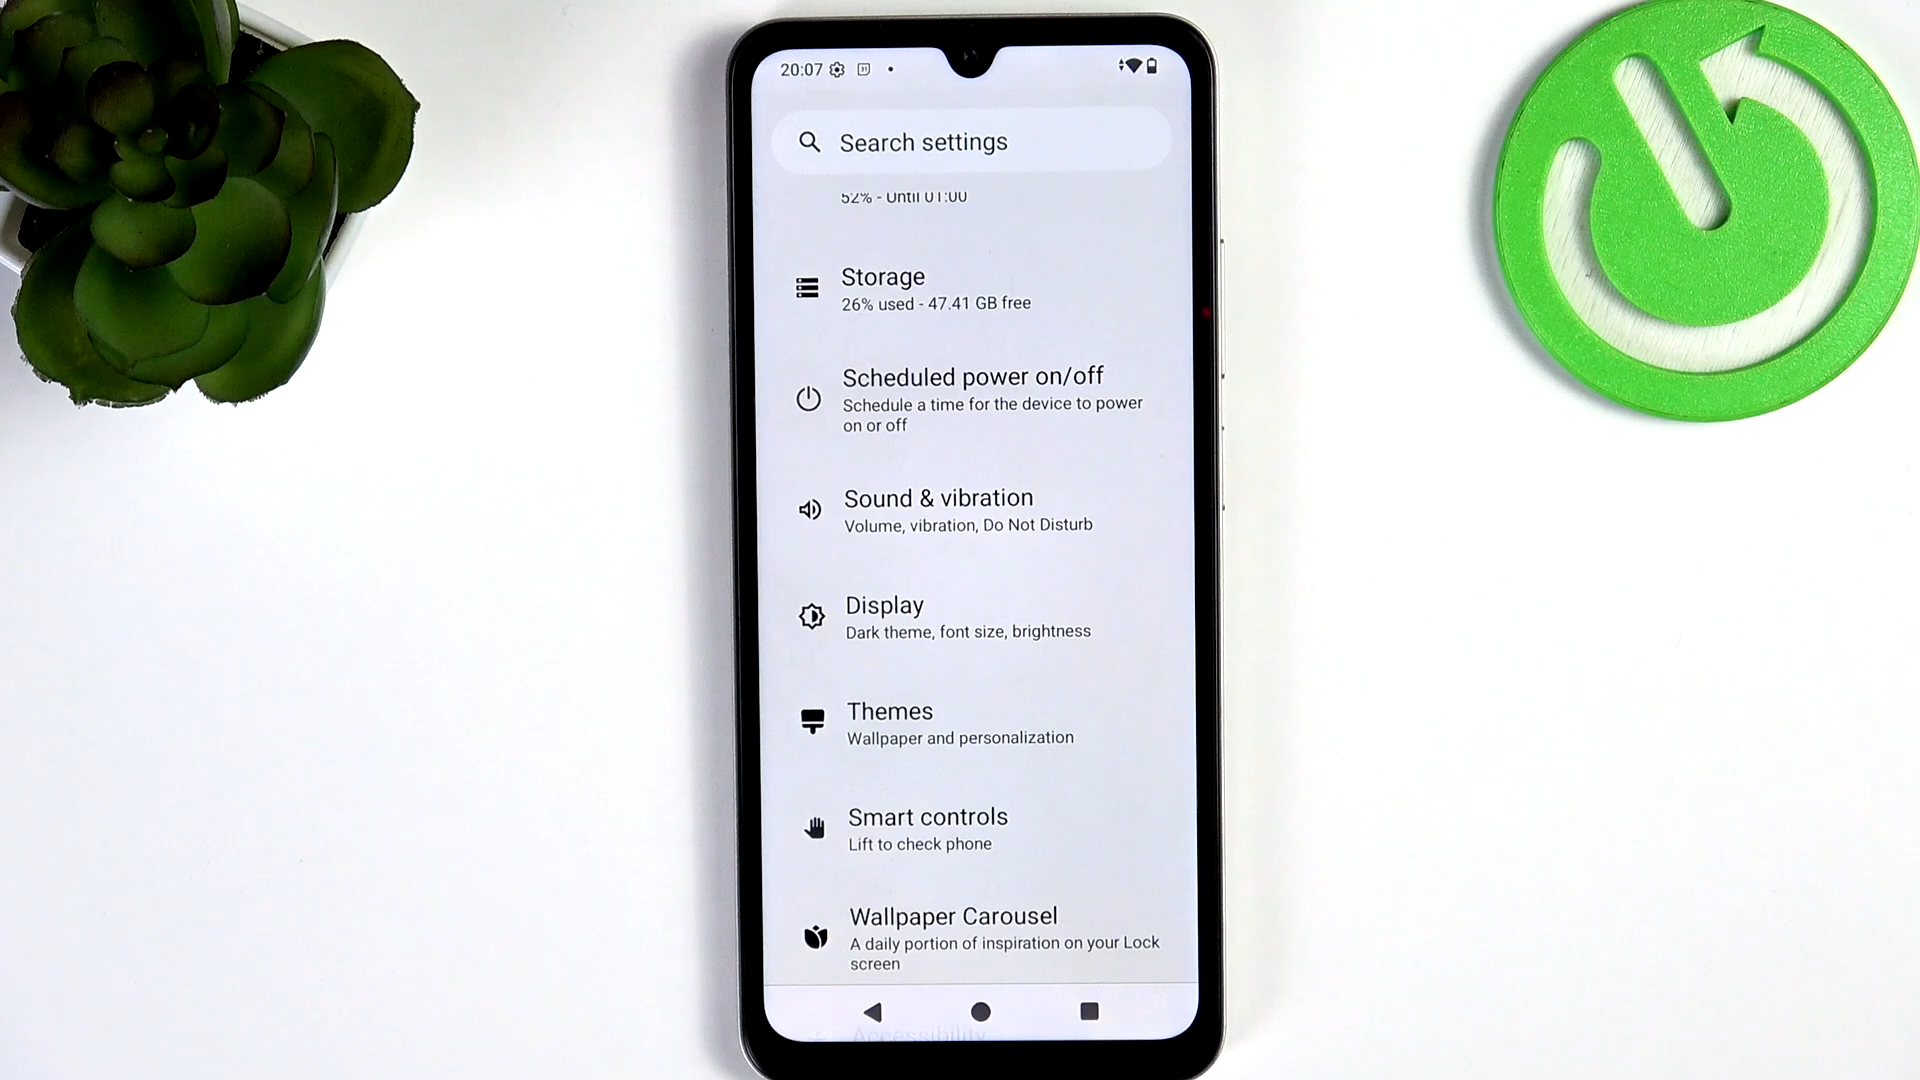 20:07
Search settings
52% - Until 01:00
Storage
26% used - 47.41 GB free
Scheduled power on/off
Schedule a time for the device to power
on or off
Sound & vibration
Volume, vibration, Do Not Disturb
Display
Dark theme, font size, brightness
Themes
Wallpaper and personalization
Smart controls
Lift to check phone
Wallpaper Carousel
A daily portion of inspiration on your Lock
screen
Accessibility